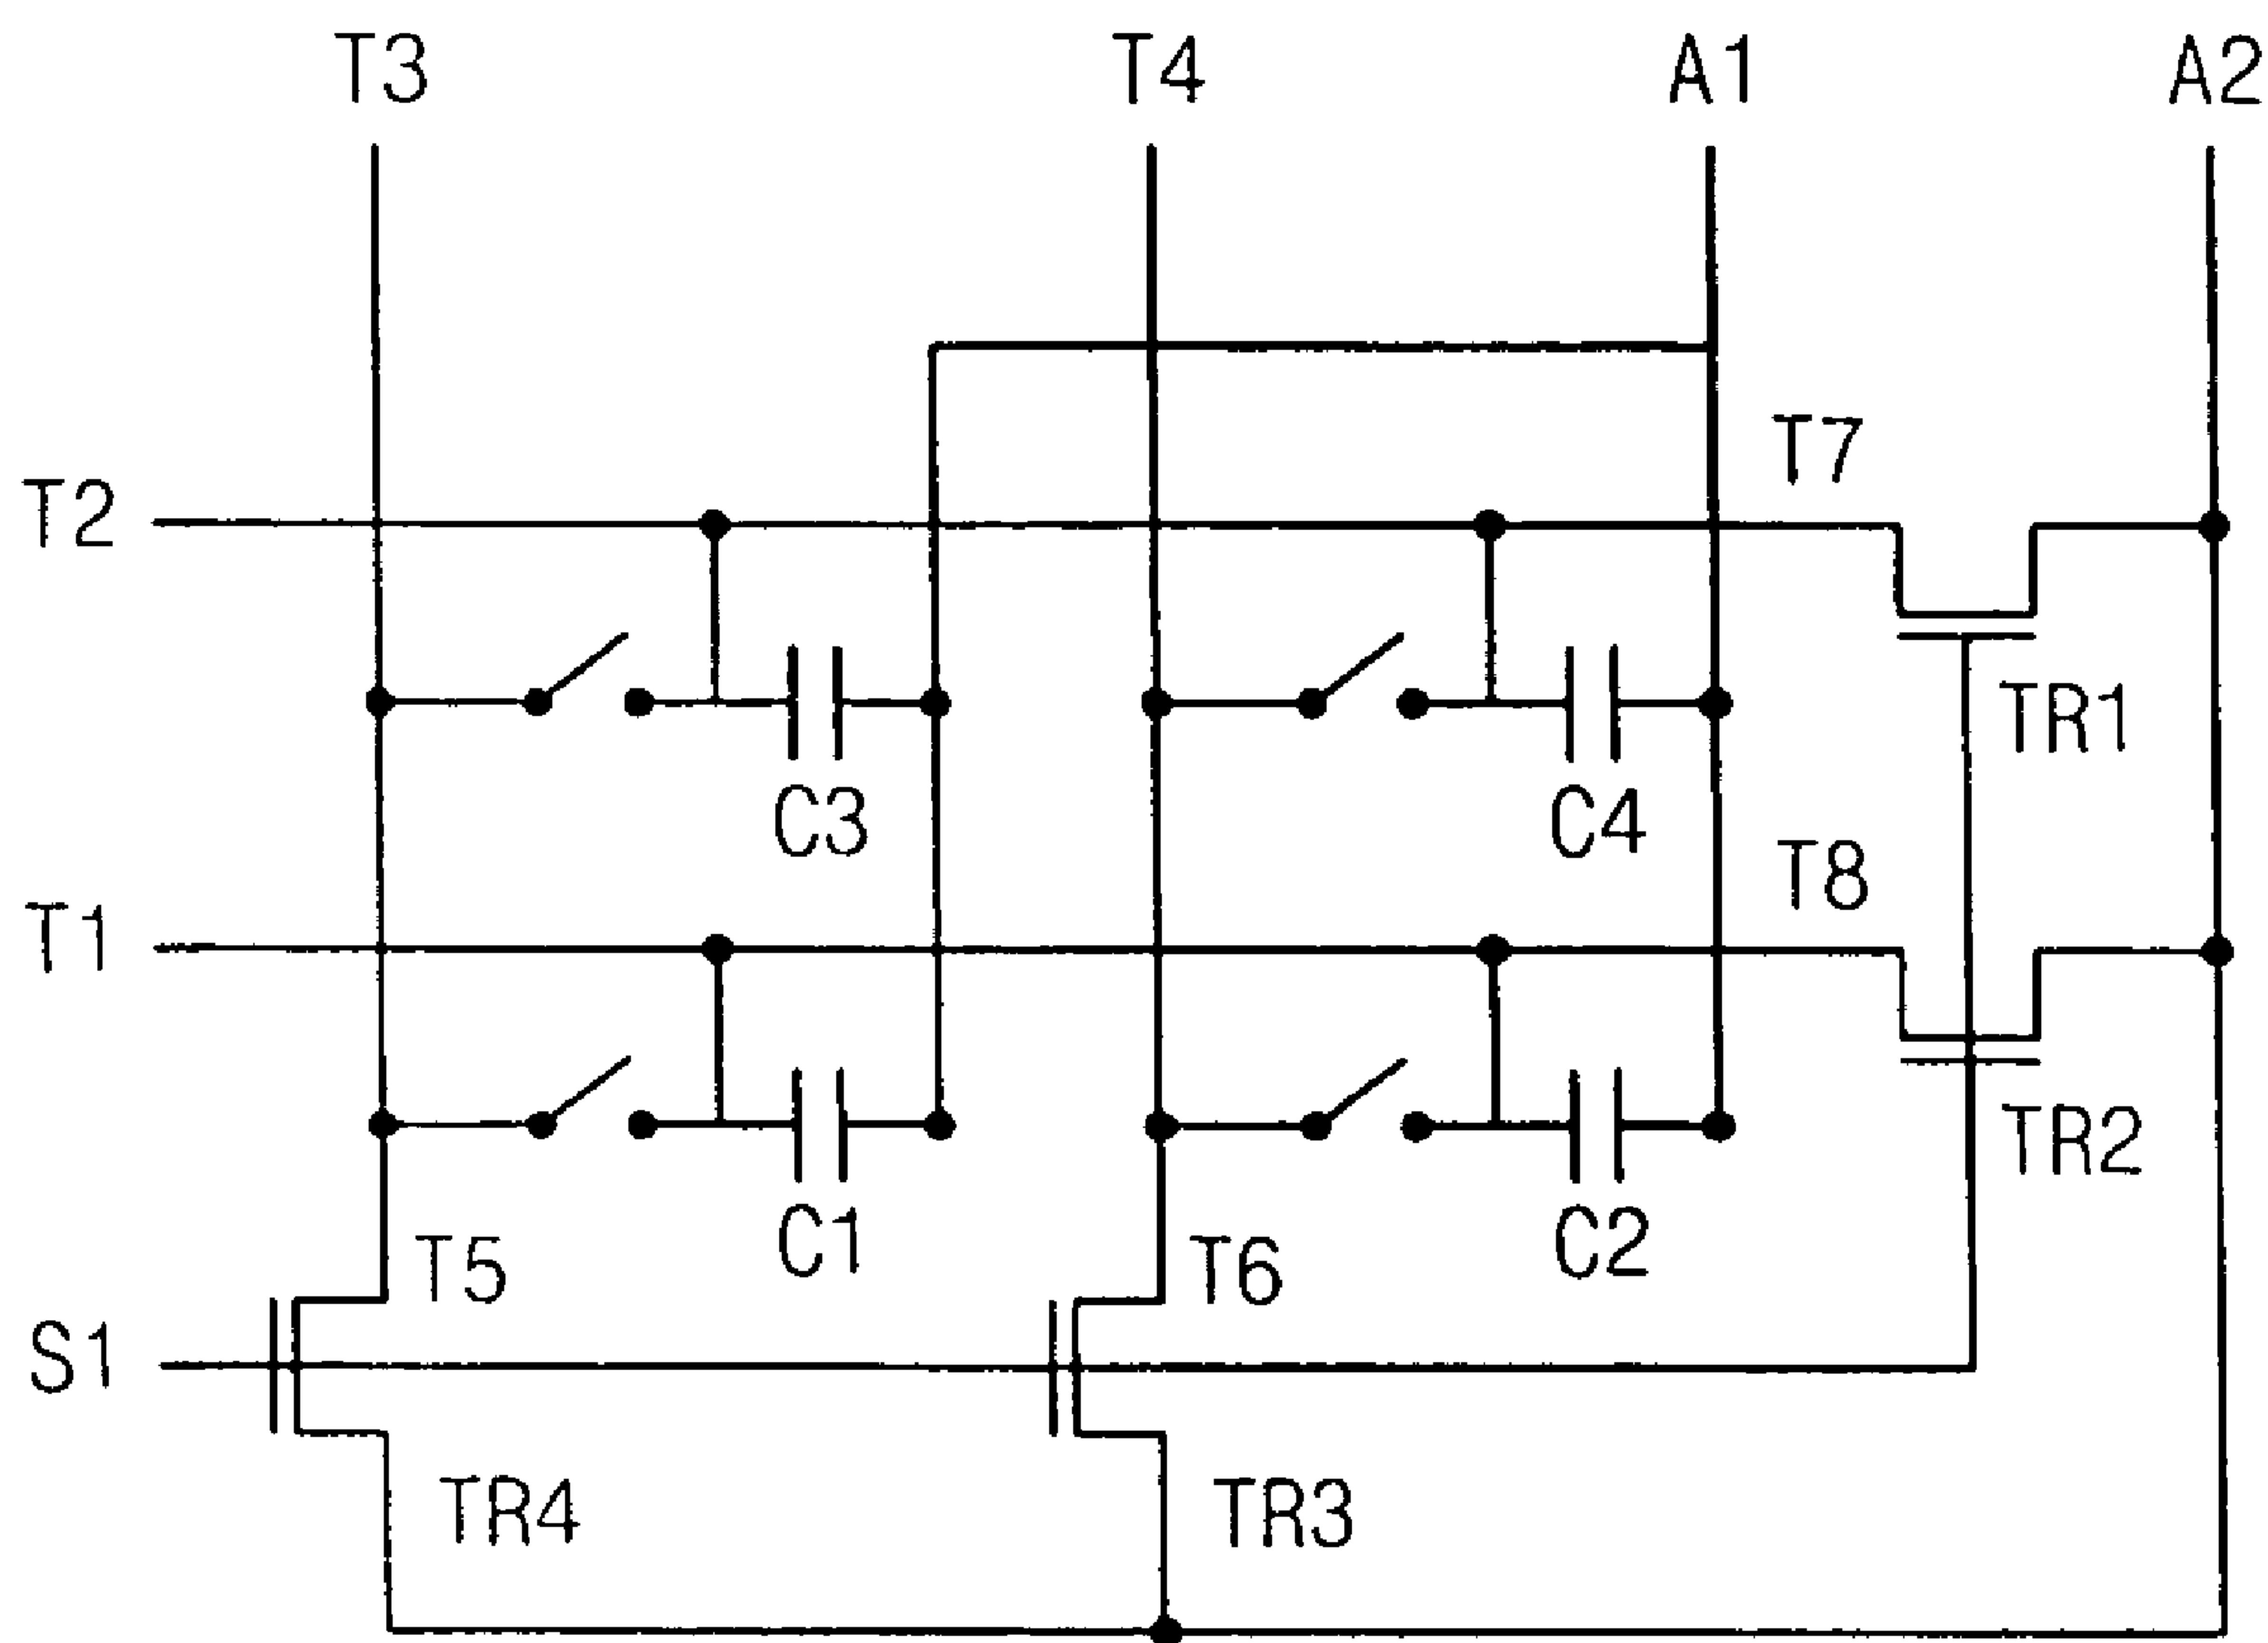 T3 T4 A1 A2
T7
T2
TR1
C3 C4
T8
T1
TR2
C1 C2
T5 T6
S1
TR4 TR3